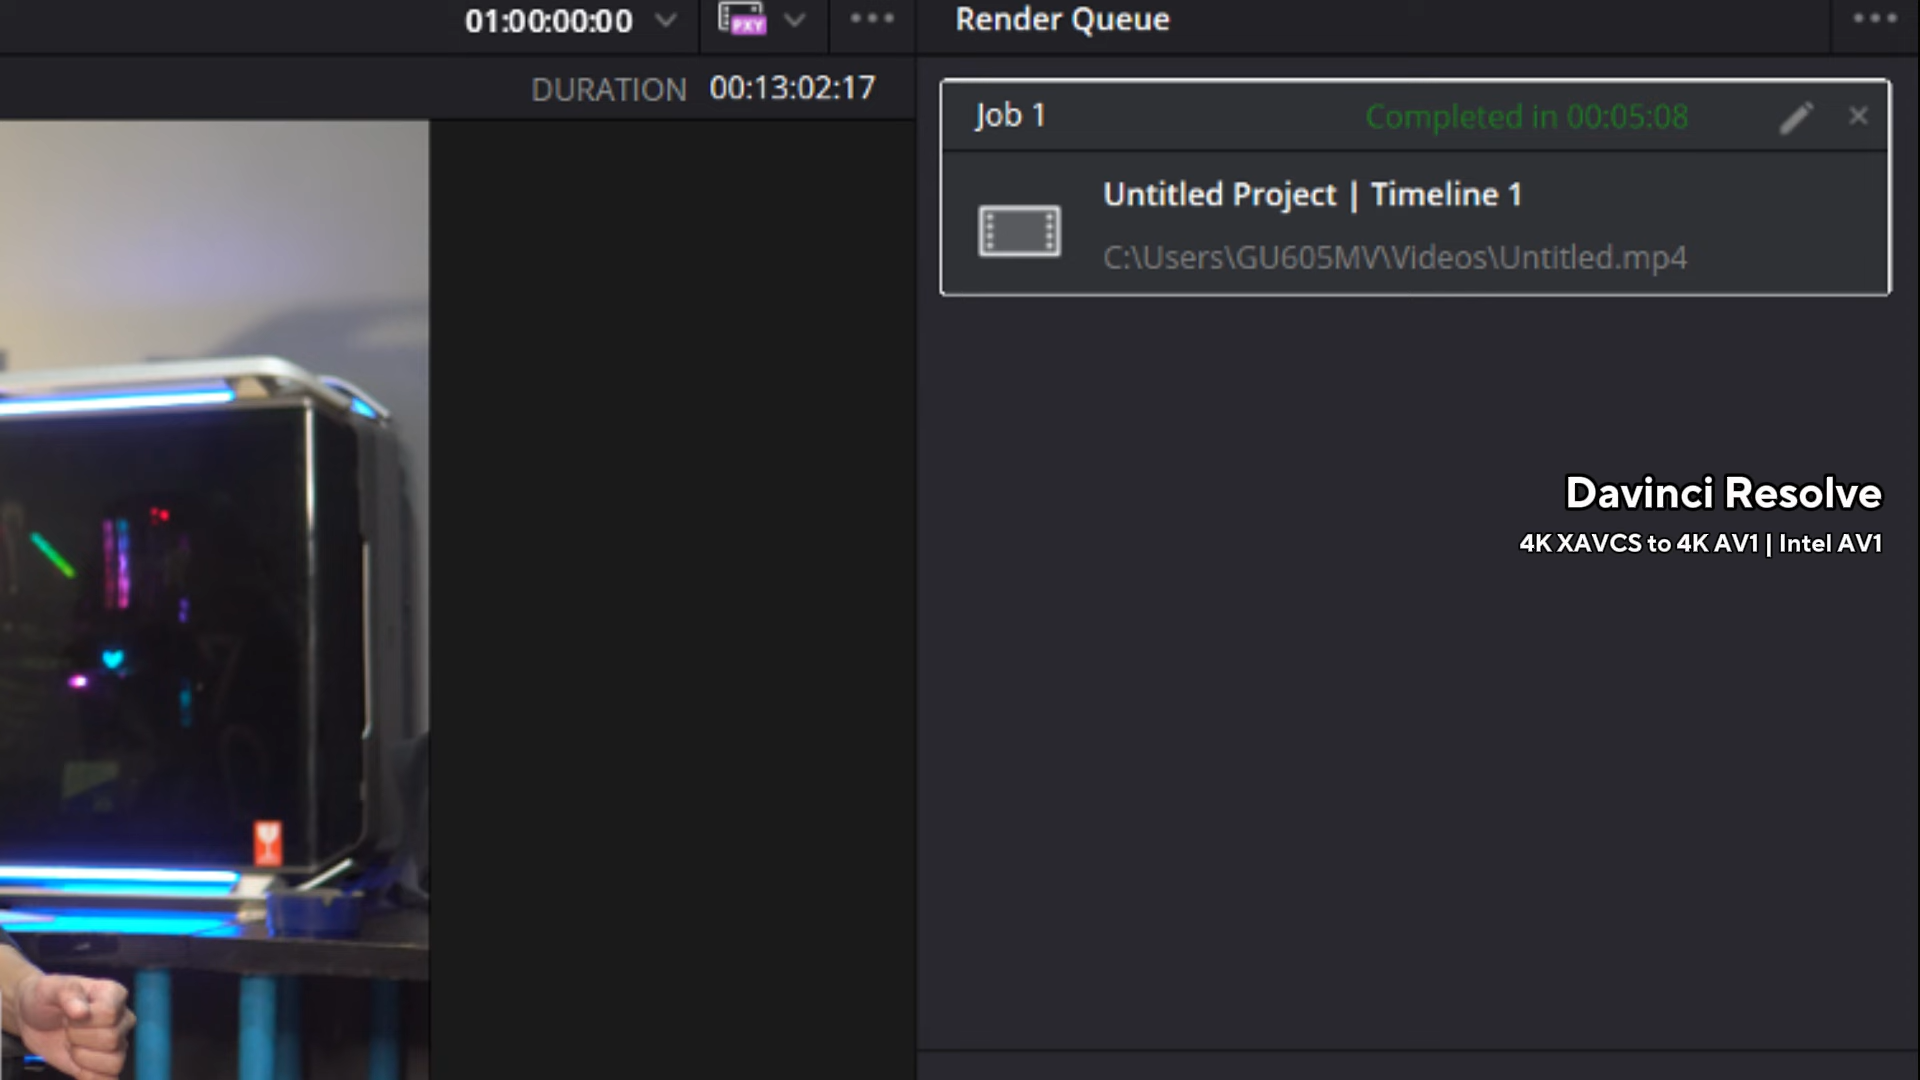 01:00:00:00
PXY
Render Queue
DURATION 00:13:02:17
Job 1
Completed in 00:05:08
Untitled Project | Timeline 1
C:\Users\GU605MV\Videos\Untitled.mp4
Davinci Resolve
4K XAVCS to 4K AV1 | Intel AV1